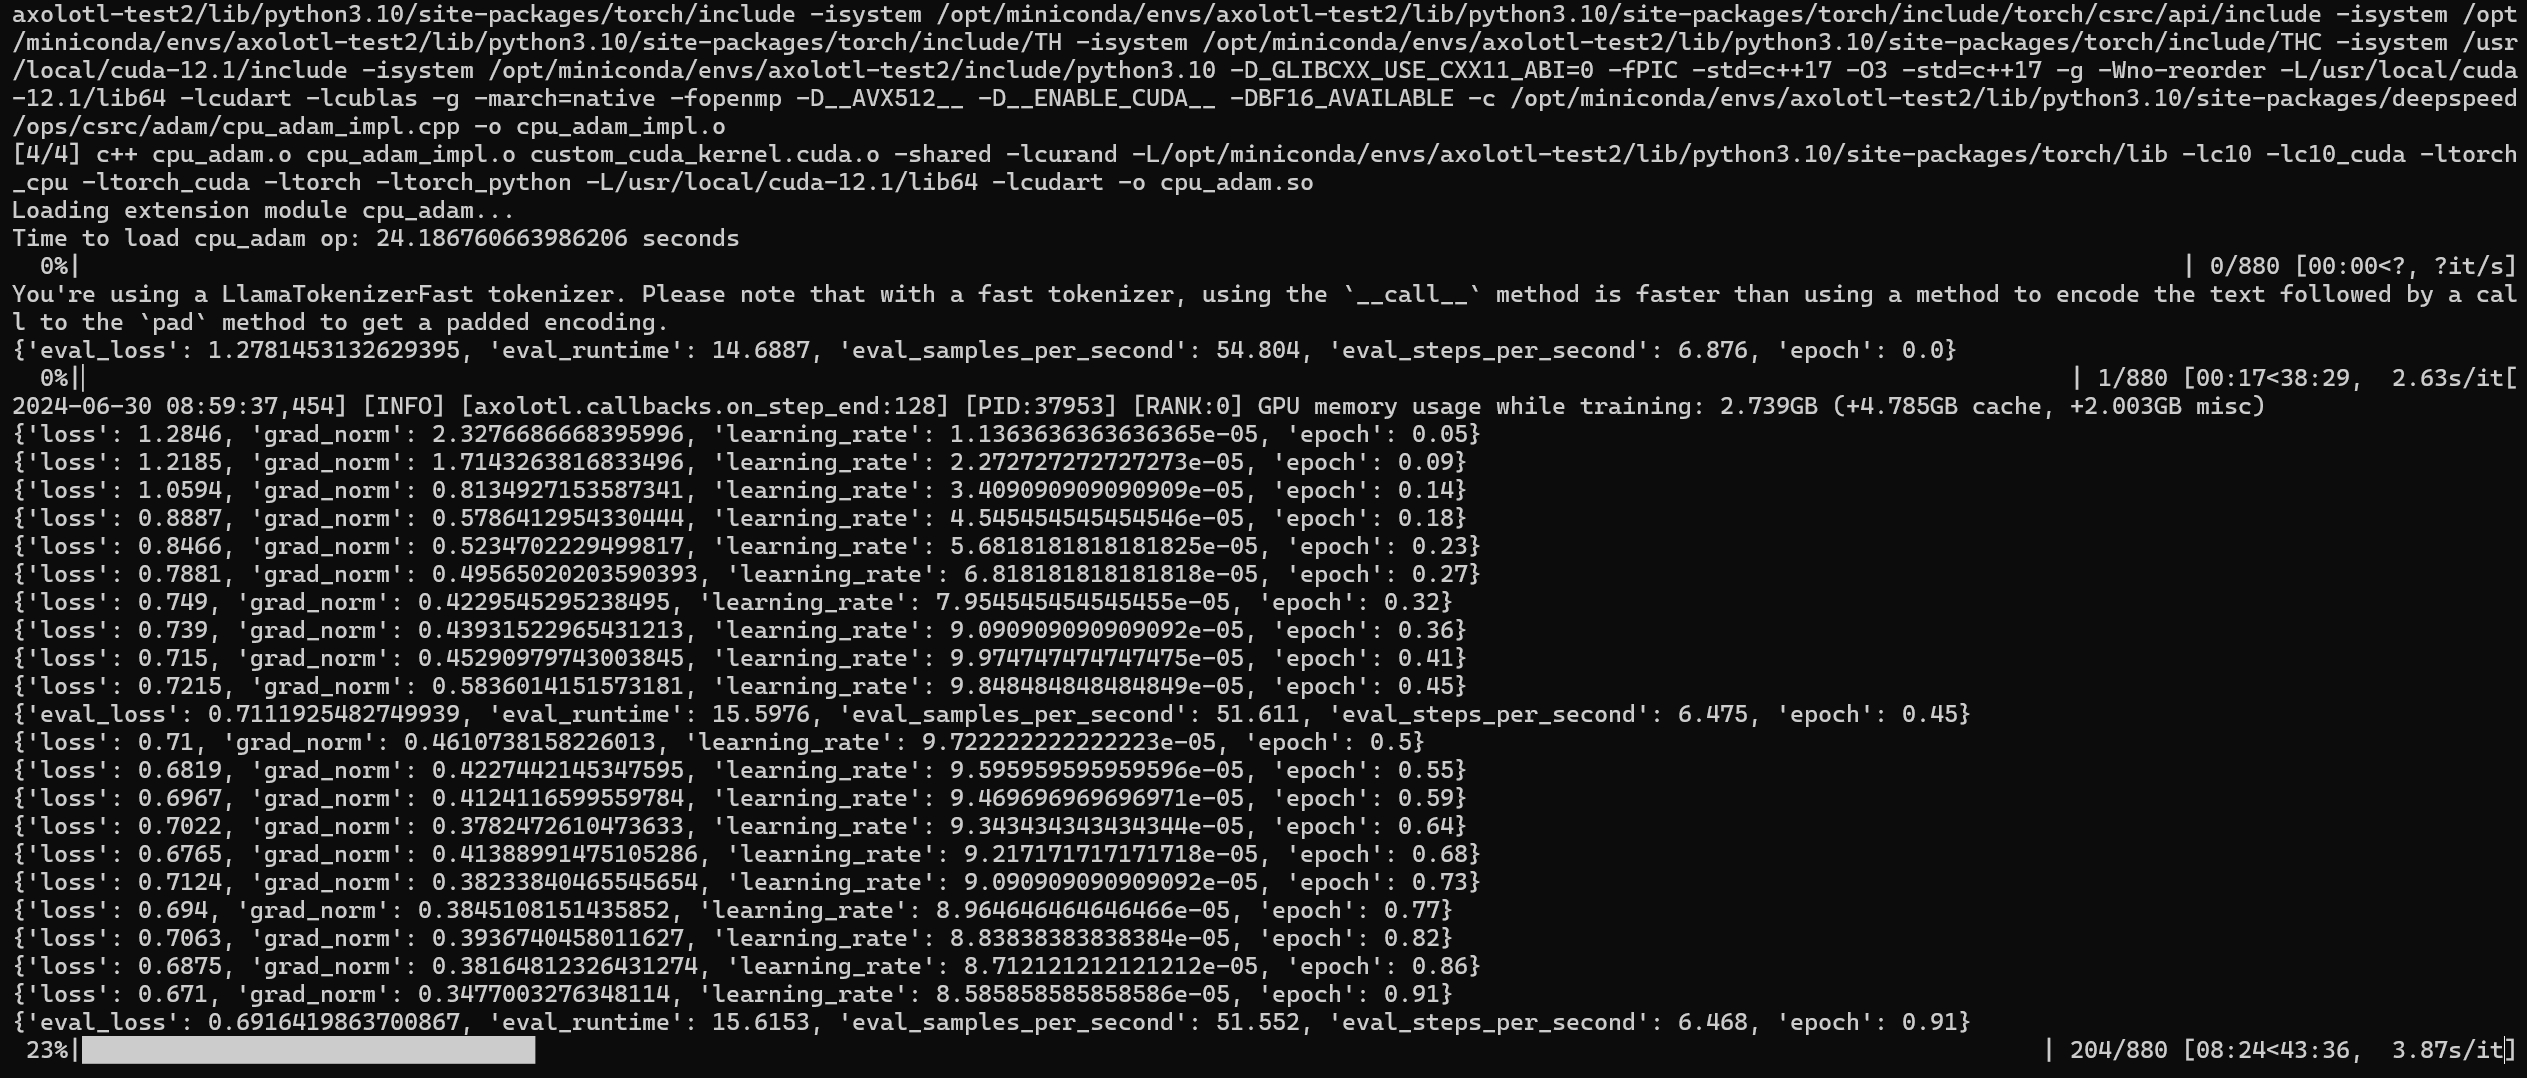 axolotl-test2/lib/python3.10/site-packages/torch/include -isystem /opt/miniconda/envs/axolotl-test2/lib/python3.10/site-packages/torch/include/torch/csrc/api/include -isystem /opt
/miniconda/envs/axolotl-test2/lib/python3.10/site-packages/torch/include/TH -isystem /opt/miniconda/envs/axolotl-test2/lib/python3.10/site-packages/torch/include/THC -isystem /usr
/local/cuda-12.1/include -isystem /opt/miniconda/envs/axolotl-test2/include/python3.10 -D_GLIBCXX_USE_CXX11_ABI=0 -fPIC -std=c++17 -O3 -std=c++17 -g -Wno-reorder -L/usr/local/cuda
-12.1/lib64 -lcudart -lcublas -g -march=native -fopenmp -D__AVX512__ -D__ENABLE_CUDA__ -DBF16_AVAILABLE -c /opt/miniconda/envs/axolotl-test2/lib/python3.10/site-packages/deepspeed
/ops/csrc/adam/cpu_adam_impl.cpp -o cpu_adam_impl.o
[4/4] c++ cpu_adam.o cpu_adam_impl.o custom_cuda_kernel.cuda.o -shared -lcurand -L/opt/miniconda/envs/axolotl-test2/lib/python3.10/site-packages/torch/lib -lc10 -lc10_cuda -ltorch
_cpu -ltorch_cuda -ltorch -ltorch_python -L/usr/local/cuda-12.1/lib64 -lcudart -o cpu_adam.so
Loading extension module cpu_adam...
Time to load cpu_adam op: 24.186760663986206 seconds
0%| | 0/880 [00:00<?, ?it/s]
You're using a LlamaTokenizerFast tokenizer. Please note that with a fast tokenizer, using the `__call__` method is faster than using a method to encode the text followed by a cal
l to the `pad` method to get a padded encoding.
{'eval_loss': 1.2781453132629395, 'eval_runtime': 14.6887, 'eval_samples_per_second': 54.804, 'eval_steps_per_second': 6.876, 'epoch': 0.0}
0%| | 1/880 [00:17<38:29, 2.63s/it[
2024-06-30 08:59:37,454] [INFO] [axolotl.callbacks.on_step_end:128] [PID:37953] [RANK:0] GPU memory usage while training: 2.739GB (+4.785GB cache, +2.003GB misc)
{'loss': 1.2846, 'grad_norm': 2.3276686668395996, 'learning_rate': 1.1363636363636365e-05, 'epoch': 0.05}
{'loss': 1.2185, 'grad_norm': 1.7143263816833496, 'learning_rate': 2.272727272727273e-05, 'epoch': 0.09}
{'loss': 1.0594, 'grad_norm': 0.8134927153587341, 'learning_rate': 3.409090909090909e-05, 'epoch': 0.14}
{'loss': 0.8887, 'grad_norm': 0.5786412954330444, 'learning_rate': 4.545454545454546e-05, 'epoch': 0.18}
{'loss': 0.8466, 'grad_norm': 0.523470229499817, 'learning_rate': 5.6818181818181825e-05, 'epoch': 0.23}
{'loss': 0.7881, 'grad_norm': 0.49565020203590393, 'learning_rate': 6.818181818181818e-05, 'epoch': 0.27}
{'loss': 0.749, 'grad_norm': 0.4229545295238495, 'learning_rate': 7.954545454545455e-05, 'epoch': 0.32}
{'loss': 0.739, 'grad_norm': 0.43931522965431213, 'learning_rate': 9.090909090909092e-05, 'epoch': 0.36}
{'loss': 0.715, 'grad_norm': 0.45290979743003845, 'learning_rate': 9.974747474747475e-05, 'epoch': 0.41}
{'loss': 0.7215, 'grad_norm': 0.5836014151573181, 'learning_rate': 9.848484848484849e-05, 'epoch': 0.45}
{'eval_loss': 0.7111925482749939, 'eval_runtime': 15.5976, 'eval_samples_per_second': 51.611, 'eval_steps_per_second': 6.475, 'epoch': 0.45}
{'loss': 0.71, 'grad_norm': 0.4610738158226013, 'learning_rate': 9.722222222222223e-05, 'epoch': 0.5}
{'loss': 0.6819, 'grad_norm': 0.4227442145347595, 'learning_rate': 9.595959595959596e-05, 'epoch': 0.55}
{'loss': 0.6967, 'grad_norm': 0.4124116599559784, 'learning_rate': 9.469696969696971e-05, 'epoch': 0.59}
{'loss': 0.7022, 'grad_norm': 0.3782472610473633, 'learning_rate': 9.343434343434344e-05, 'epoch': 0.64}
{'loss': 0.6765, 'grad_norm': 0.41388991475105286, 'learning_rate': 9.217171717171718e-05, 'epoch': 0.68}
{'loss': 0.7124, 'grad_norm': 0.38233840465545654, 'learning_rate': 9.090909090909092e-05, 'epoch': 0.73}
{'loss': 0.694, 'grad_norm': 0.3845108151435852, 'learning_rate': 8.964646464646466e-05, 'epoch': 0.77}
{'loss': 0.7063, 'grad_norm': 0.39367404580116​27, 'learning_rate': 8.83838383838384e-05, 'epoch': 0.82}
{'loss': 0.6875, 'grad_norm': 0.38164812326431274, 'learning_rate': 8.712121212121212e-05, 'epoch': 0.86}
{'loss': 0.671, 'grad_norm': 0.3477003276348114, 'learning_rate': 8.585858585858586e-05, 'epoch': 0.91}
{'eval_loss': 0.6916419863700867, 'eval_runtime': 15.6153, 'eval_samples_per_second': 51.552, 'eval_steps_per_second': 6.468, 'epoch': 0.91}
23%| | 204/880 [08:24<43:36, 3.87s/it]